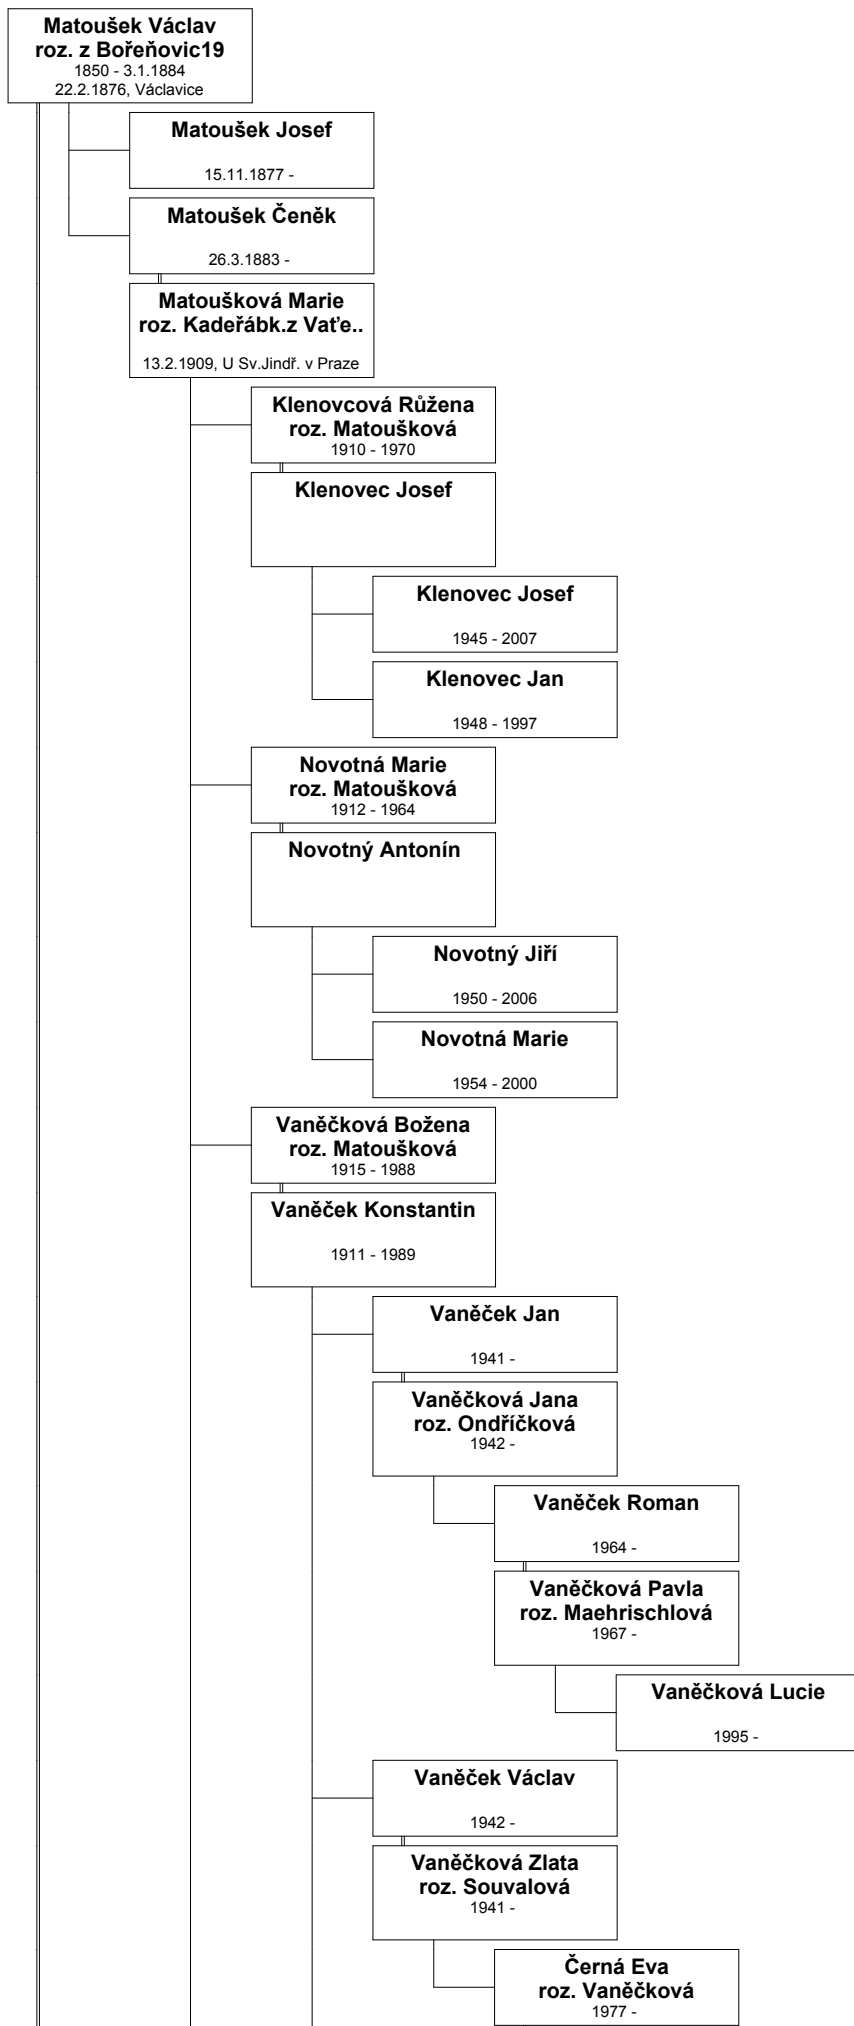 Matoušek Václav
roz. z Bořeňovic19
1850 - 3.1.1884
22.2.1876, Václavice
Matoušek Josef
15.11.1877 -
Matoušek Čeněk
26.3.1883 -
Matoušková Marie
roz. Kadeřábk.z Vaťe..
13.2.1909, U Sv.Jindř. v Praze
Klenovcová Růžena
roz. Matoušková
1910 - 1970
Klenovec Josef
Klenovec Josef
1945 - 2007
Klenovec Jan
1948 - 1997
Novotná Marie
roz. Matoušková
1912 - 1964
Novotný Antonín
Novotný Jiří
1950 - 2006
Novotná Marie
1954 - 2000
Vaněčková Božena
roz. Matoušková
1915 - 1988
Vaněček Konstantin
1911 - 1989
Vaněček Jan
1941 -
Vaněčková Jana
roz. Ondříčková
1942 -
Vaněček Roman
1964 -
Vaněčková Pavla
roz. Maehrischlová
1967 -
Vaněčková Lucie
1995 -
Vaněček Václav
1942 -
Vaněčková Zlata
roz. Souvalová
1941 -
Černá Eva
roz. Vaněčková
1977 -